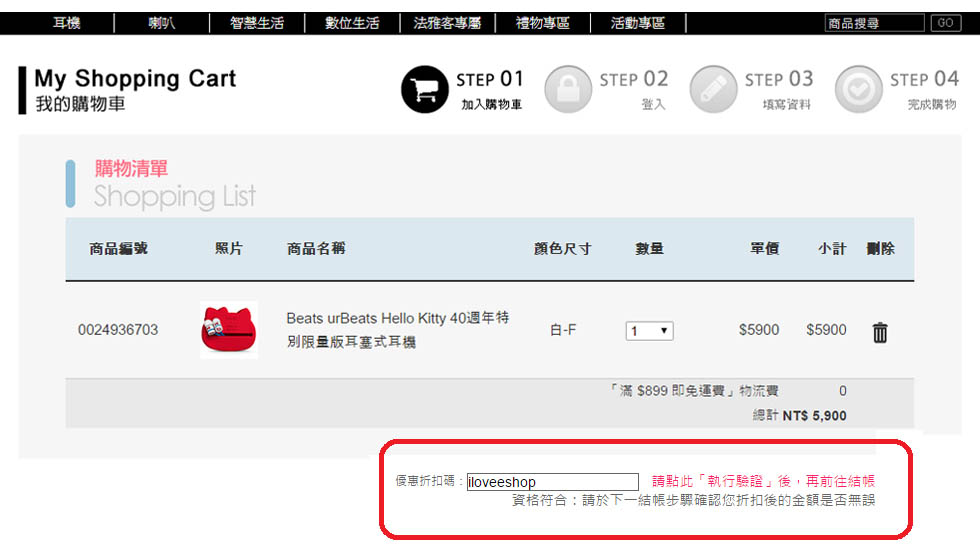 耳機 喇叭 智慧生活 數位生活 法雅客專屬 禮物專區 活動專區 商品搜尋 GO
My Shopping Cart
我的購物車
STEP 01
加入購物車
STEP 02
登入
STEP 03
填寫資料
STEP 04
完成購物
購物清單
Shopping List
商品編號 照片 商品名稱 顏色尺寸 數量 單價 小計 刪除
0024936703 Beats urBeats Hello Kitty 40週年特別限量版耳塞式耳機 白-F 1 $5900 $5900
「滿 $899 即免運費」物流費 0
總計 NT$ 5,900
優惠折扣碼：iloveeshop 請點此「執行驗證」後，再前往結帳
資格符合：請於下一結帳步驟確認您折扣後的金額是否無誤